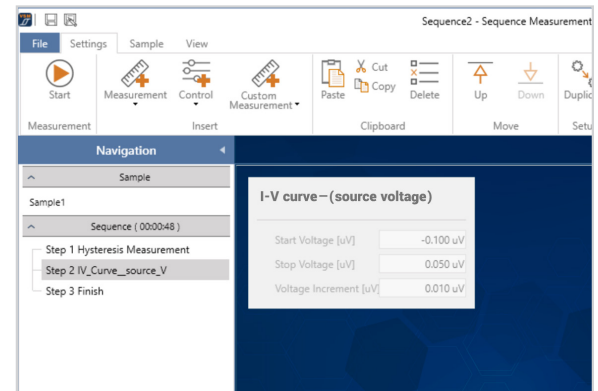 Sequence2 - Sequence Measurement
File Settings Sample View
Start Measurement Control Custom Measurement Paste Cut Copy Delete Up Down Duplic
Measurement Insert Clipboard Move Setu
Navigation
Sample
Sample1
Sequence ( 00:00:48 )
Step 1 Hysteresis Measurement
Step 2 IV_Curve__source_V
Step 3 Finish
I-V curve–(source voltage)
Start Voltage [uV] -0.100 uV
Stop Voltage [uV] 0.050 uV
Voltage Increment [uV] 0.010 uV